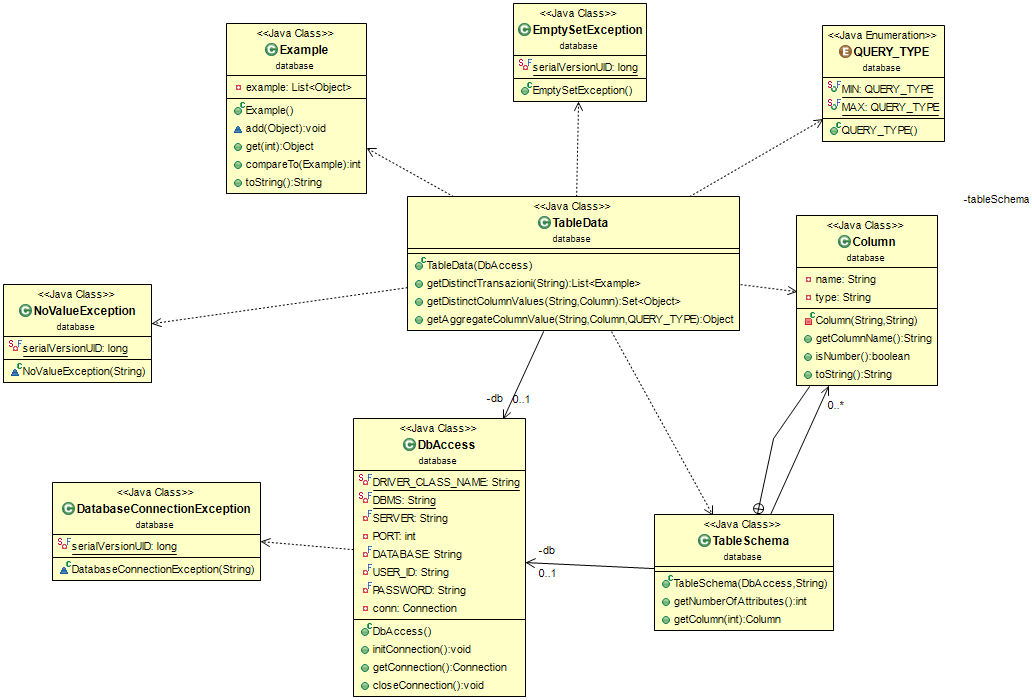 <<Java Class>>
Example
database
example: List<Object>
Example()
add(Object):void
get(int):Object
compareTo(Example):int
toString():String
<<Java Class>>
EmptySetException
database
serialVersionUID: long
EmptySetException()
<<Java Enumeration>>
QUERY_TYPE
database
MIN: QUERY_TYPE
MAX: QUERY_TYPE
QUERY_TYPE()
<<Java Class>>
TableData
database
TableData(DbAccess)
getDistinctTransazioni(String):List<Example>
getDistinctColumnValues(String,Column):Set<Object>
getAggregateColumnValue(String,Column,QUERY_TYPE):Object
-tableSchema
<<Java Class>>
Column
database
name: String
type: String
Column(String,String)
getColumnName():String
isNumber():boolean
toString():String
0..*
<<Java Class>>
NoValueException
database
serialVersionUID: long
NoValueException(String)
-db
0..1
<<Java Class>>
DbAccess
database
DRIVER_CLASS_NAME: String
DBMS: String
SERVER: String
PORT: int
DATABASE: String
USER_ID: String
PASSWORD: String
conn: Connection
DbAccess()
initConnection():void
getConnection():Connection
closeConnection():void
<<Java Class>>
DatabaseConnectionException
database
serialVersionUID: long
DatabaseConnectionException(String)
-db
0..1
<<Java Class>>
TableSchema
database
TableSchema(DbAccess,String)
getNumberOfAttributes():int
getColumn(int):Column